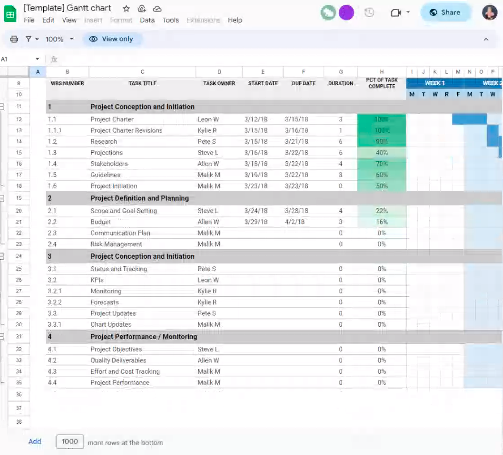 [Template] Gantt chart
File Edit View Insert Format Data Tools Extensions Help
Share
100% View only
A1 fx
A B C D E F G H I J K L M N O P
9 WBS NUMBER TASK TITLE TASK OWNER START DATE DUE DATE DURATION PCT OF TASK COMPLETE WEEK 1 WEEK 2
10 M T W R F M T W
11 1 Project Conception and Initiation
12 1.1 Project Charter Leon W 3/12/18 3/15/18 3
13 1.1.1 Project Charter Revisions Kylie R 3/15/18 3/16/18 1 100%
14 1.2 Research Pete S 3/15/18 3/21/18 6 90%
15 1.3 Projections Steve L 3/16/18 3/22/18 6 40%
16 1.4 Stakeholders Allen W 3/18/18 3/22/18 4 70%
17 1.5 Guidelines Malik M 3/16/18 3/22/18 3 60%
18 1.6 Project Initiation Malik M 3/23/18 3/23/18 0 50%
19 2 Project Definition and Planning
20 2.1 Scope and Goal Setting Steve L 3/24/18 3/28/18 4 22%
21 2.2 Budget Allen W 3/29/18 4/2/18 3 16%
22 2.3 Communication Plan Malik M 0 0%
23 2.4 Risk Management Malik M 0 0%
24 3 Project Conception and Initiation
25 3.1 Status and Tracking Pete S 0 0%
26 3.2 KPIs Leon W 0 0%
27 3.2.1 Monitoring Kylie R 0 0%
28 3.2.2 Forecasts Kylie R 0 0%
29 3.3 Project Updates Pete S 0 0%
30 3.3.1 Chart Updates Malik M 0 0%
31 4 Project Performance / Monitoring
32 4.1 Project Objectives Steve L 0 0%
33 4.2 Quality Deliverables Allen W 0 0%
34 4.3 Effort and Cost Tracking Malik M 0 0%
35 4.4 Project Performance Malik M 0 0%
36
37
38
Add 1000 more rows at the bottom